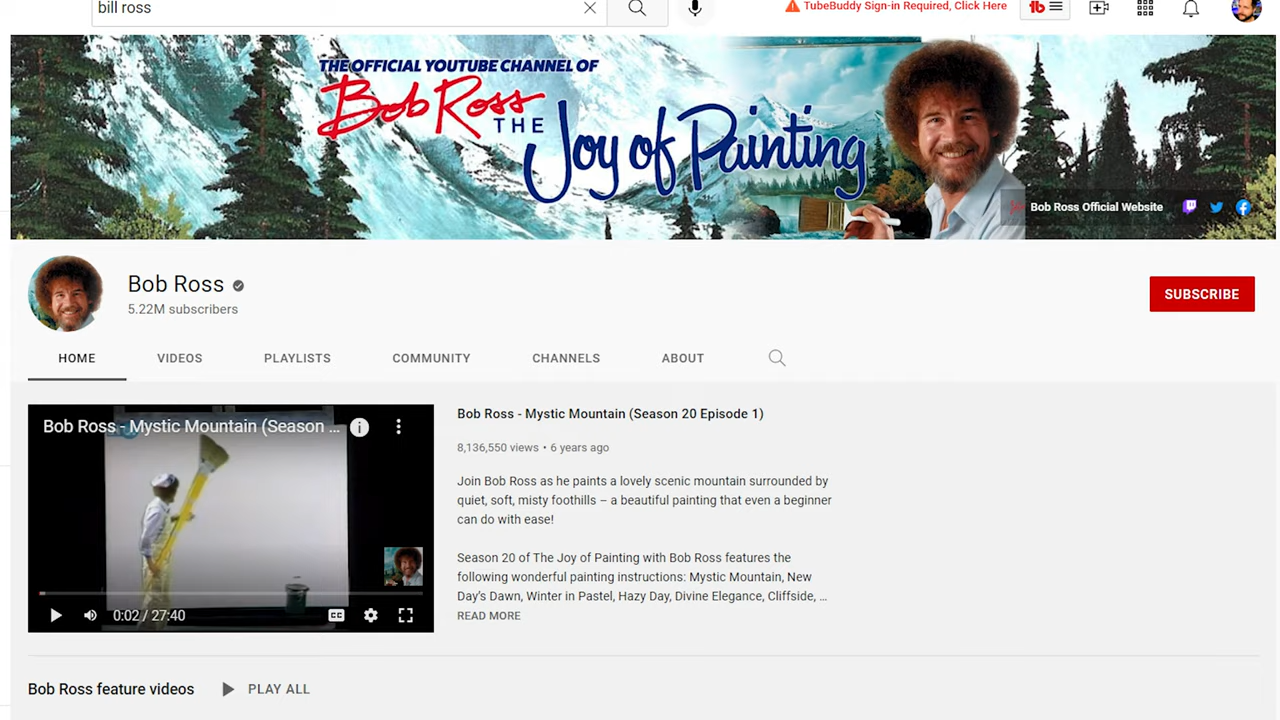 bill ross
TubeBuddy Sign-in Required, Click Here
tb
THE OFFICIAL YOUTUBE CHANNEL OF
Bob Ross
THE
Joy of Painting
Bob Ross Official Website
Bob Ross
5.22M subscribers
SUBSCRIBE
HOME VIDEOS PLAYLISTS COMMUNITY CHANNELS ABOUT
Bob Ross - Mystic Mountain (Season ...
0:02 / 27:40
CC
Bob Ross - Mystic Mountain (Season 20 Episode 1)
8,136,550 views • 6 years ago
Join Bob Ross as he paints a lovely scenic mountain surrounded by
quiet, soft, misty foothills – a beautiful painting that even a beginner
can do with ease!
Season 20 of The Joy of Painting with Bob Ross features the
following wonderful painting instructions: Mystic Mountain, New
Day's Dawn, Winter in Pastel, Hazy Day, Divine Elegance, Cliffside, ...
READ MORE
Bob Ross feature videos PLAY ALL